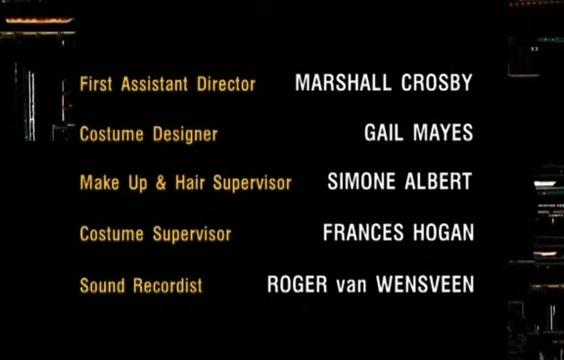 First Assistant Director MARSHALL CROSBY
Costume Designer GAIL MAYES
Make Up & Hair Supervisor SIMONE ALBERT
Costume Supervisor FRANCES HOGAN
Sound Recordist ROGER van WENSVEEN